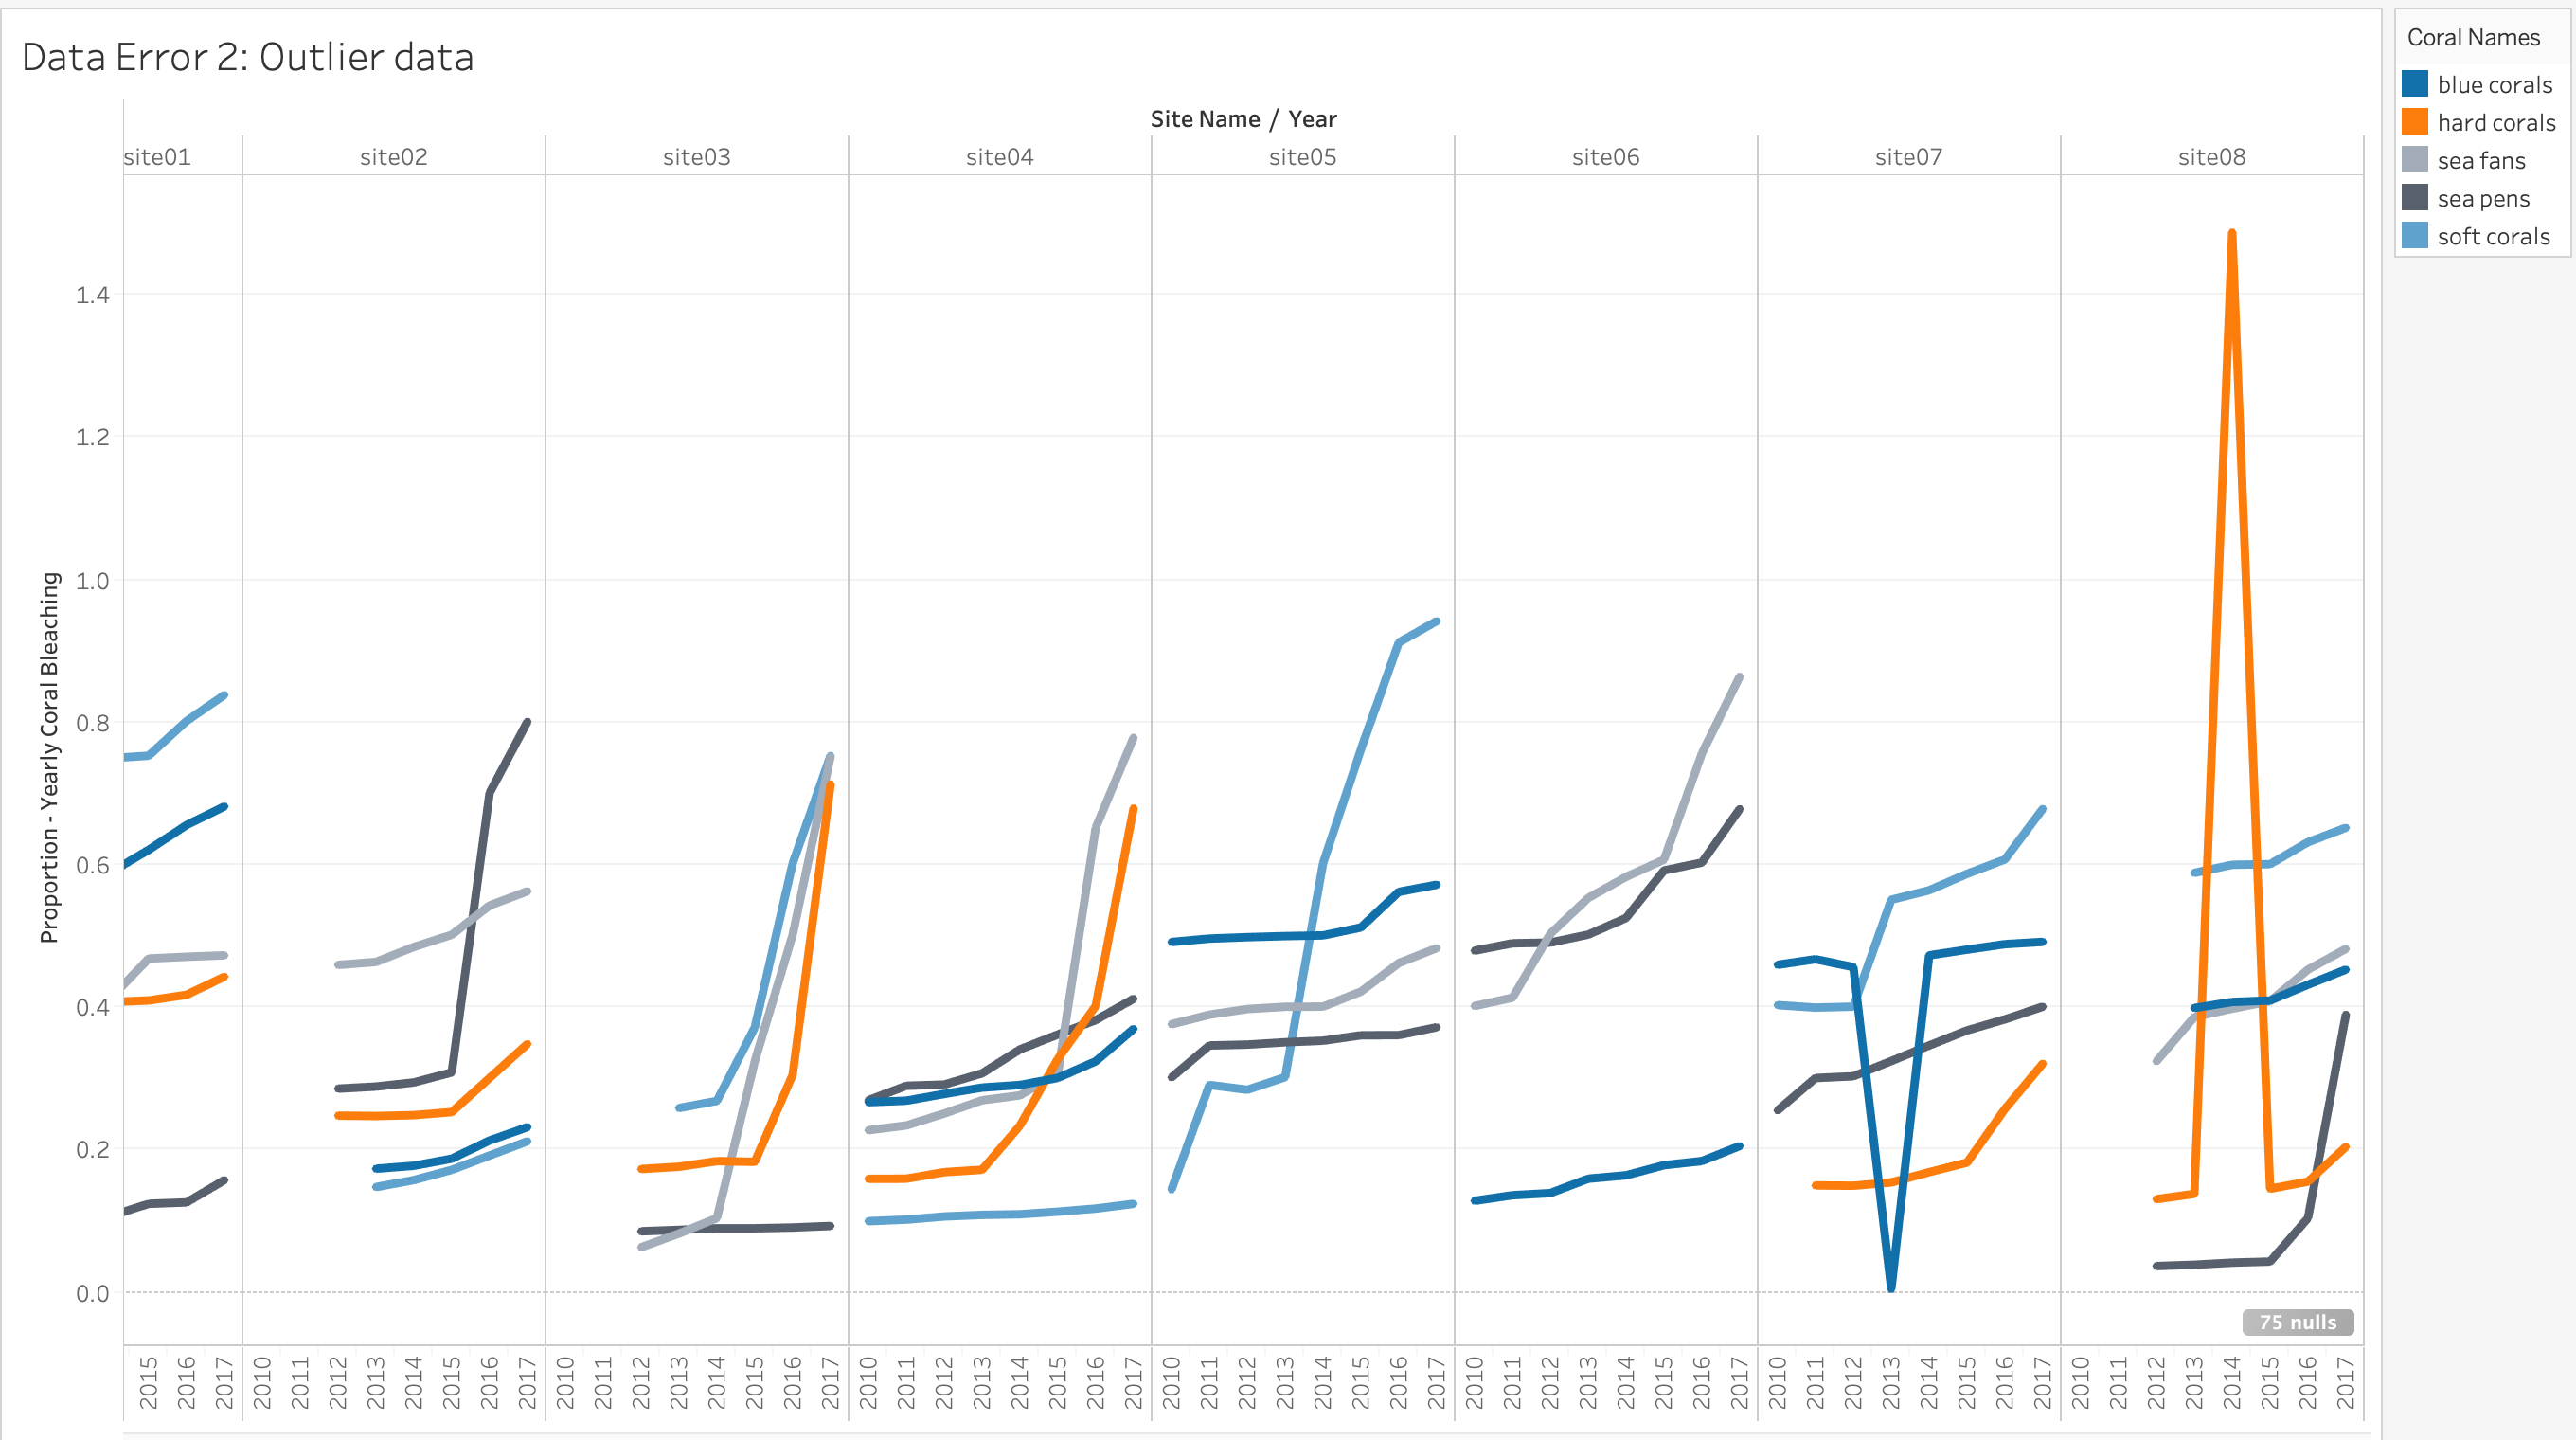 Data Error 2: Outlier data
Site Name / Year
site01 site02 site03 site04 site05 site06 site07 site08
Proportion - Yearly Coral Bleaching
1.4
1.2
1.0
0.8
0.6
0.4
0.2
0.0
75 nulls
2015 2016 2017 2010 2011 2012 2013 2014 2015 2016 2017 2010 2011 2012 2013 2014 2015 2016 2017 2010 2011 2012 2013 2014 2015 2016 2017 2010 2011 2012 2013 2014 2015 2016 2017 2010 2011 2012 2013 2014 2015 2016 2017 2010 2011 2012 2013 2014 2015 2016 2017 2010 2011 2012 2013 2014 2015 2016 2017
Coral Names
blue corals
hard corals
sea fans
sea pens
soft corals